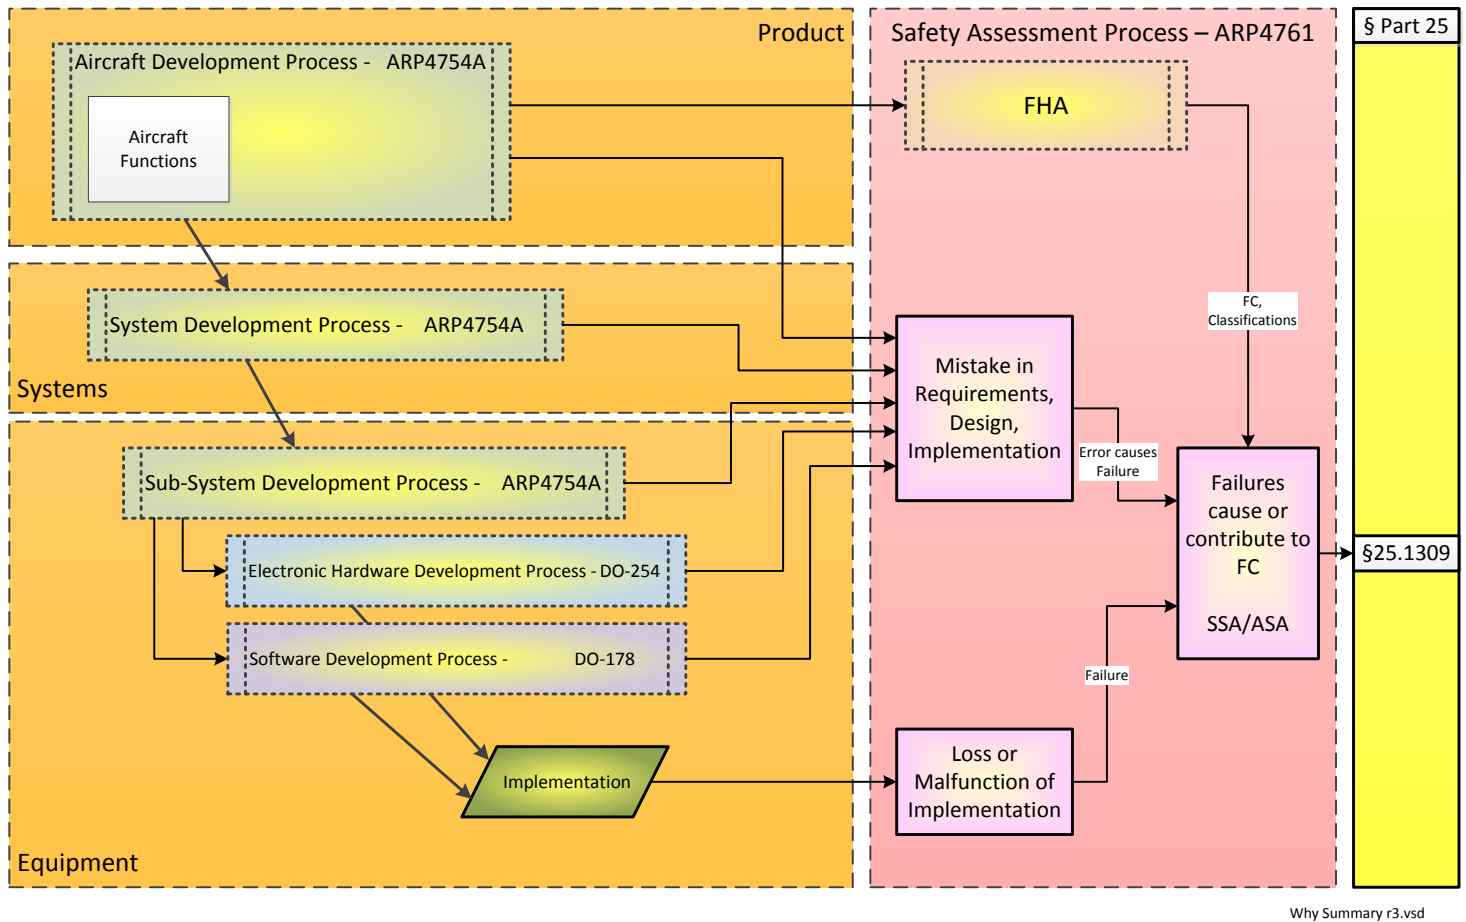 Product
Aircraft Development Process - ARP4754A
Aircraft
Functions
System Development Process - ARP4754A
Systems
Sub-System Development Process - ARP4754A
Electronic Hardware Development Process - DO-254
Software Development Process - DO-178
Implementation
Equipment
Safety Assessment Process – ARP4761
FHA
FC,
Classifications
Mistake in
Requirements,
Design,
Implementation
Error causes
Failure
Failures
cause or
contribute to
FC
SSA/ASA
Failure
Loss or
Malfunction of
Implementation
§ Part 25
§25.1309
Why Summary r3.vsd